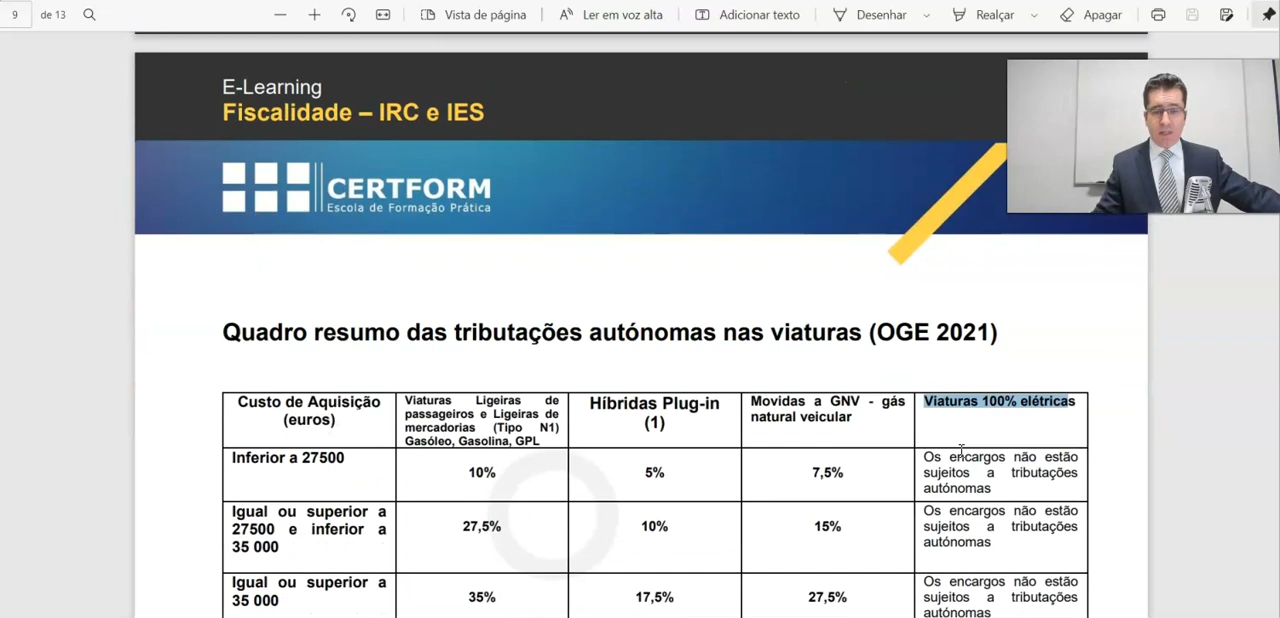 9 de 13 Vista de página Ler em voz alta Adicionar texto Desenhar Realçar Apagar
E-Learning
Fiscalidade – IRC e IES
CERTFORM
Escola de Formação Prática
Quadro resumo das tributações autónomas nas viaturas (OGE 2021)
Custo de Aquisição
(euros)
Viaturas Ligeiras de
passageiros e Ligeiras de
mercadorias (Tipo N1)
Gasóleo, Gasolina, GPL
Híbridas Plug-in
(1)
Movidas a GNV - gás
natural veicular
Viaturas 100% elétricas
Inferior a 27500
10%
5%
7,5%
Os encargos não estão
sujeitos a tributações
autónomas
Igual ou superior a
27500 e inferior a
35 000
27,5%
10%
15%
Os encargos não estão
sujeitos a tributações
autónomas
Igual ou superior a
35 000
35%
17,5%
27,5%
Os encargos não estão
sujeitos a tributações
autónomas